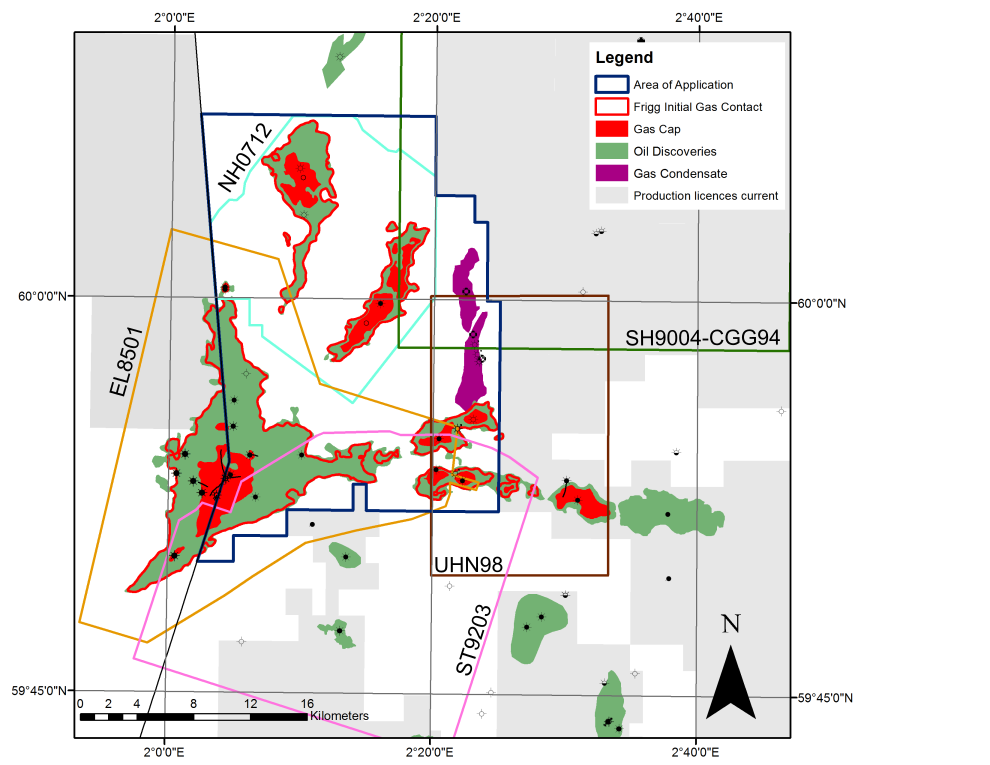 2°0'0"E 2°20'0"E 2°40'0"E
Legend
Area of Application
Frigg Initial Gas Contact
Gas Cap
Oil Discoveries
Gas Condensate
Production licences current
NH0712
60°0'0"N 60°0'0"N
SH9004-CGG94
EL8501
UHN98
ST9203
N
59°45'0"N 59°45'0"N
0 2 4 8 12 16
Kilometers
2°0'0"E 2°20'0"E 2°40'0"E